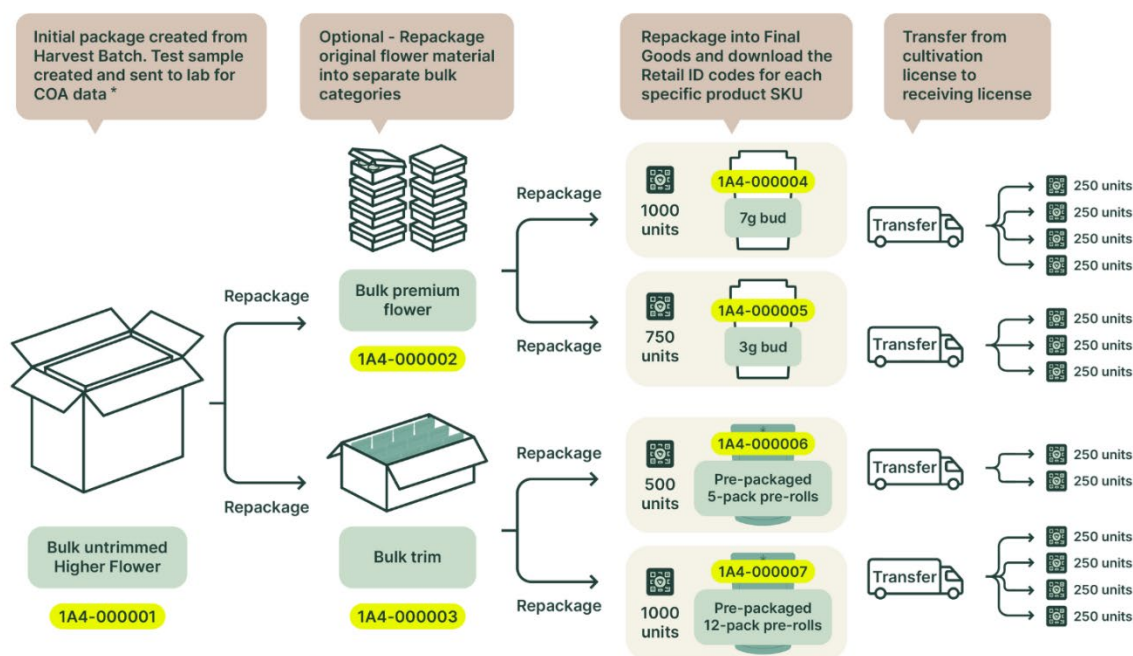 Initial package created from
Harvest Batch. Test sample
created and sent to lab for
COA data *
Optional - Repackage
original flower material
into separate bulk
categories
Repackage into Final
Goods and download the
Retail ID codes for each
specific product SKU
Transfer from
cultivation
license to
receiving license
Bulk untrimmed
Higher Flower
1A4-000001
Repackage
Repackage
Bulk premium
flower
1A4-000002
Bulk trim
1A4-000003
Repackage
Repackage
Repackage
Repackage
1000
units
1A4-000004
7g bud
750
units
1A4-000005
3g bud
500
units
1A4-000006
Pre-packaged
5-pack pre-rolls
1000
units
1A4-000007
Pre-packaged
12-pack pre-rolls
Transfer
250 units
250 units
250 units
250 units
Transfer
250 units
250 units
250 units
Transfer
250 units
250 units
Transfer
250 units
250 units
250 units
250 units